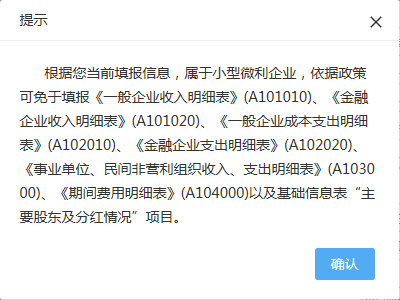 提示
根据您当前填报信息，属于小型微利企业，依据政策
可免于填报《一般企业收入明细表》(A101010)、《金融
企业收入明细表》(A101020)、《一般企业成本支出明细
表》(A102010)、《金融企业支出明细表》(A102020)、
《事业单位、民间非营利组织收入、支出明细表》(A1030
00)、《期间费用明细表》(A104000)以及基础信息表“主
要股东及分红情况”项目。
确认